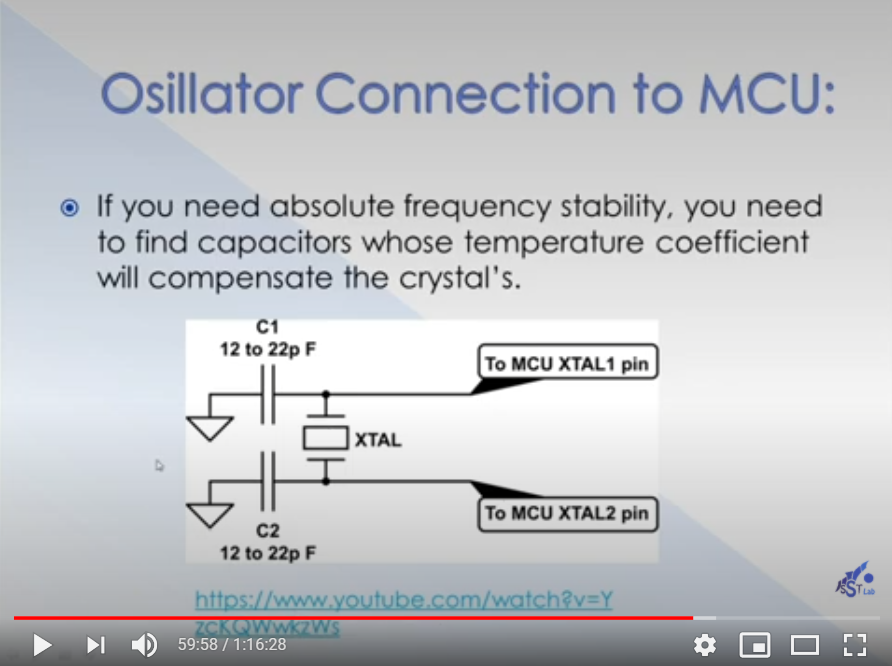 Osillator Connection to MCU:
If you need absolute frequency stability, you need
to find capacitors whose temperature coefficient
will compensate the crystal's.
C1
12 to 22p F
To MCU XTAL1 pin
XTAL
To MCU XTAL2 pin
C2
12 to 22p F
https://www.youtube.com/watch?v=Y
zcKQWwkzWs
SST Lab
59:58 / 1:16:28